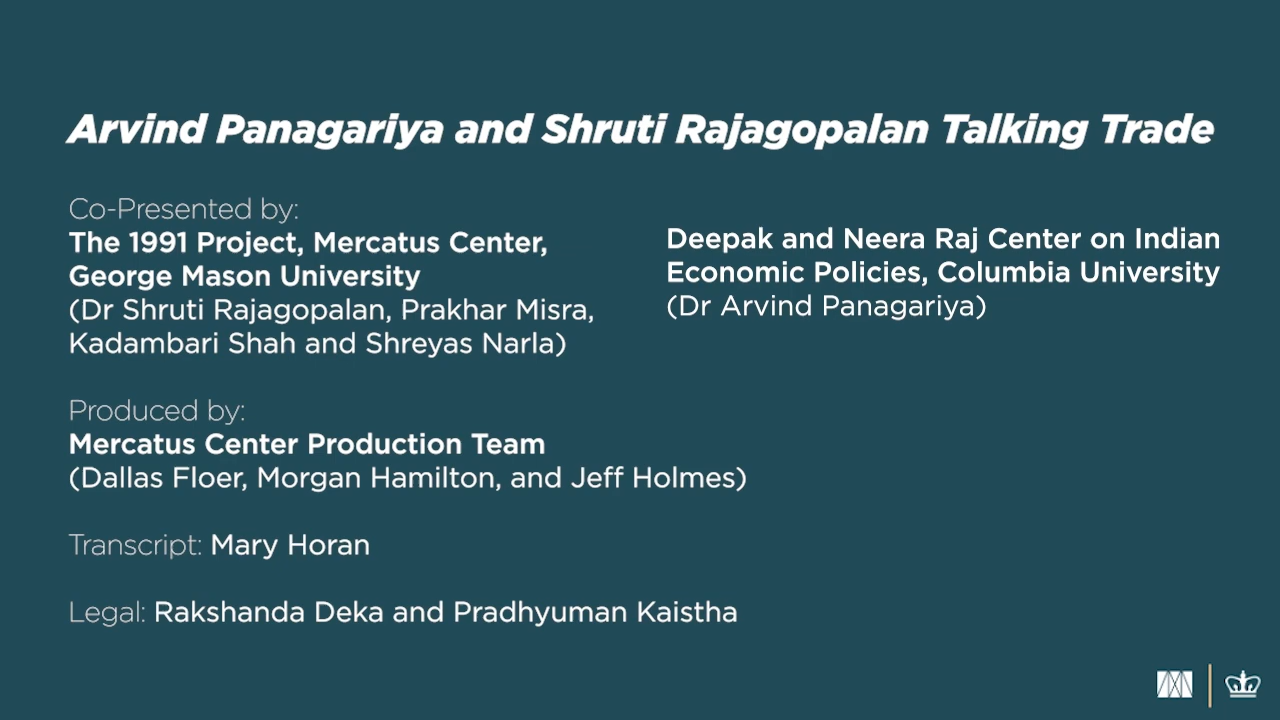 Arvind Panagariya and Shruti Rajagopalan Talking Trade
Co-Presented by:
The 1991 Project, Mercatus Center,
George Mason University
(Dr Shruti Rajagopalan, Prakhar Misra,
Kadambari Shah and Shreyas Narla)
Deepak and Neera Raj Center on Indian
Economic Policies, Columbia University
(Dr Arvind Panagariya)
Produced by:
Mercatus Center Production Team
(Dallas Floer, Morgan Hamilton, and Jeff Holmes)
Transcript: Mary Horan
Legal: Rakshanda Deka and Pradhyuman Kaistha